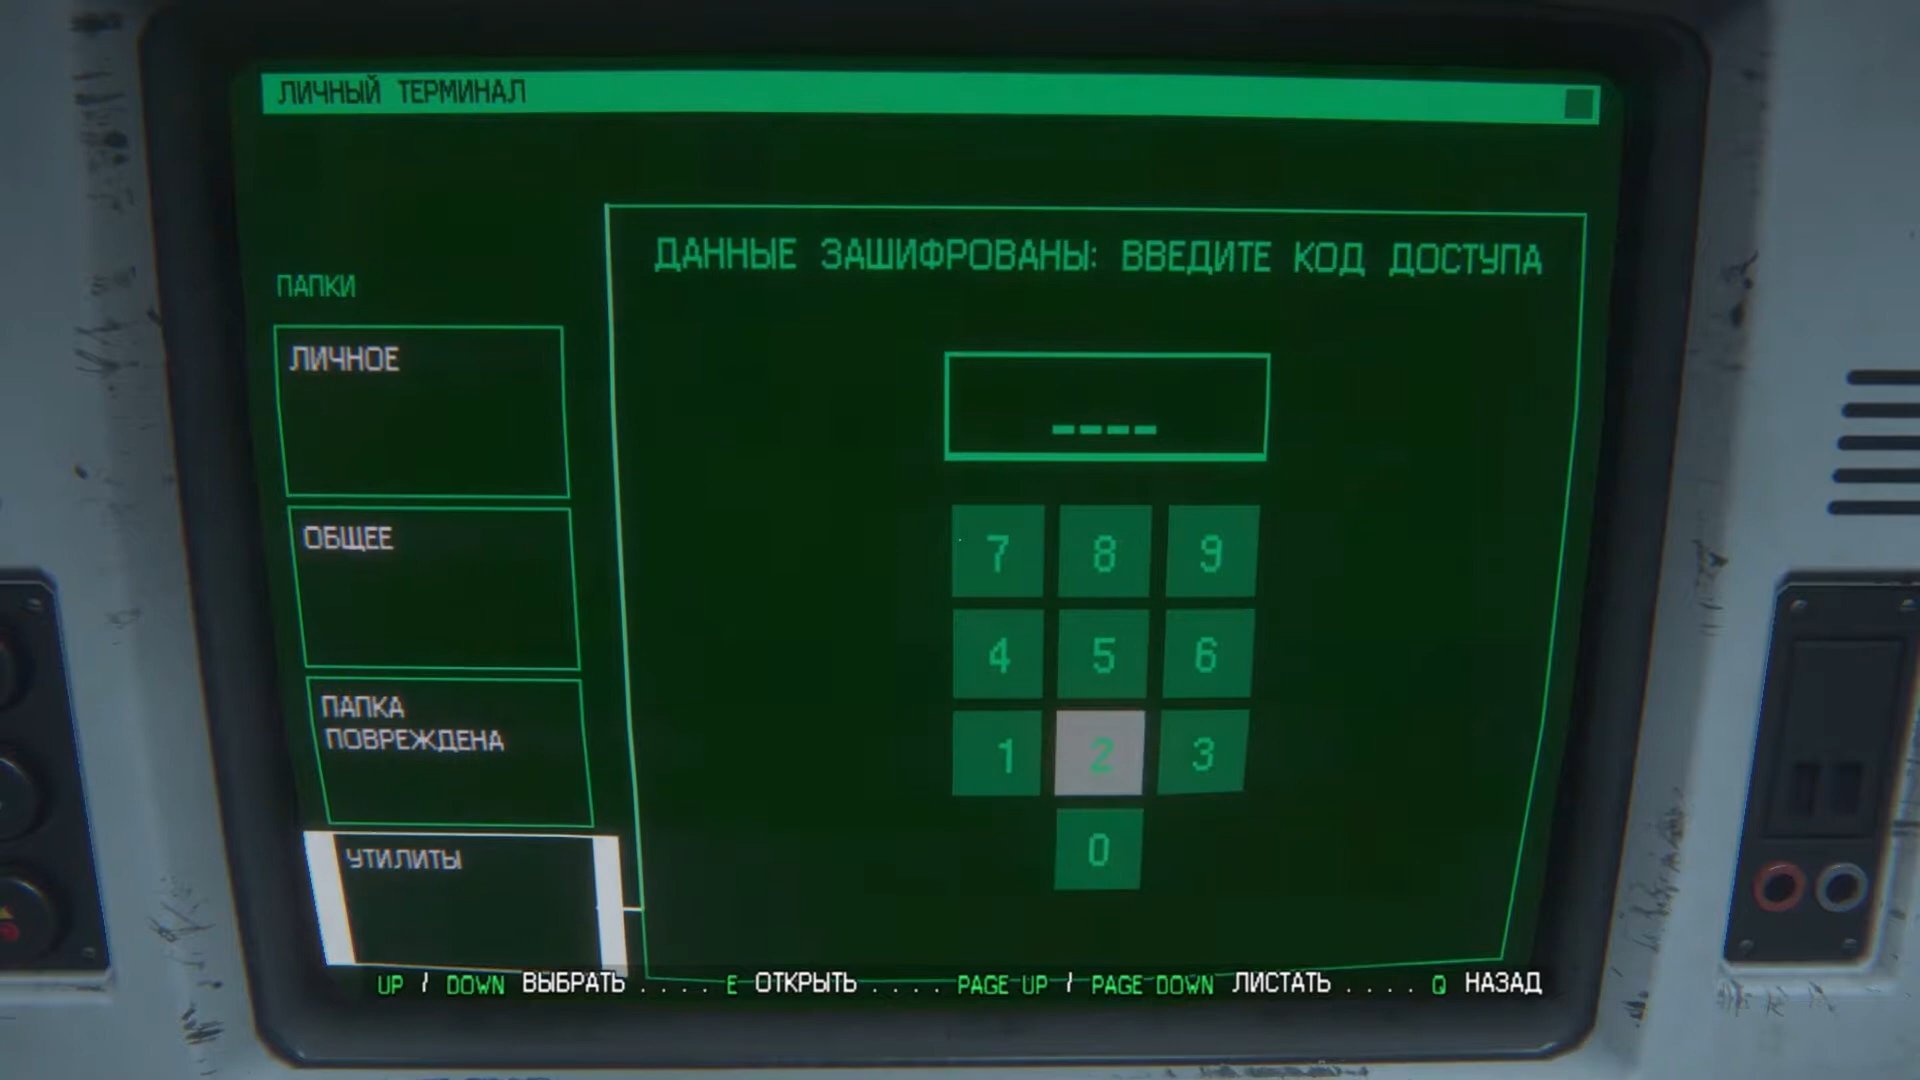 ЛИЧНЫЙ ТЕРМИНАЛ
ДАННЫЕ ЗАШИФРОВАНЫ: ВВЕДИТЕ КОД ДОСТУПА
ПАПКИ
ЛИЧНОЕ
ОБЩЕЕ
ПАПКА
ПОВРЕЖДЕНА
УТИЛИТЫ
____
7 8 9
4 5 6
1 2 3
0
UP / DOWN ВЫБРАТЬ .... E ОТКРЫТЬ .... PAGE UP / PAGE DOWN ЛИСТАТЬ .... Q НАЗАД